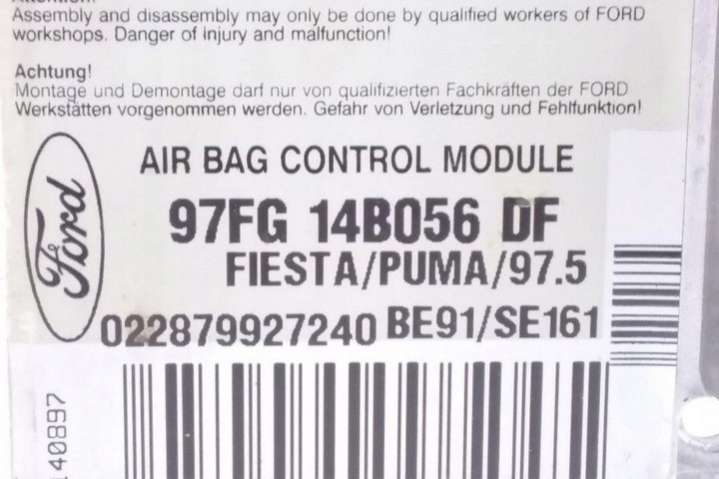 Assembly and disassembly may only be done by qualified workers of FORD
workshops. Danger of injury and malfunction!
Achtung!
Montage und Demontage darf nur von qualifizierten Fachkräften der FORD
Werkstätten vorgenommen werden. Gefahr von Verletzung und Fehlfunktion!
AIR BAG CONTROL MODULE
Ford
97FG 14B056 DF
FIESTA/PUMA/97.5
022879927240 BE91/SE161
140897